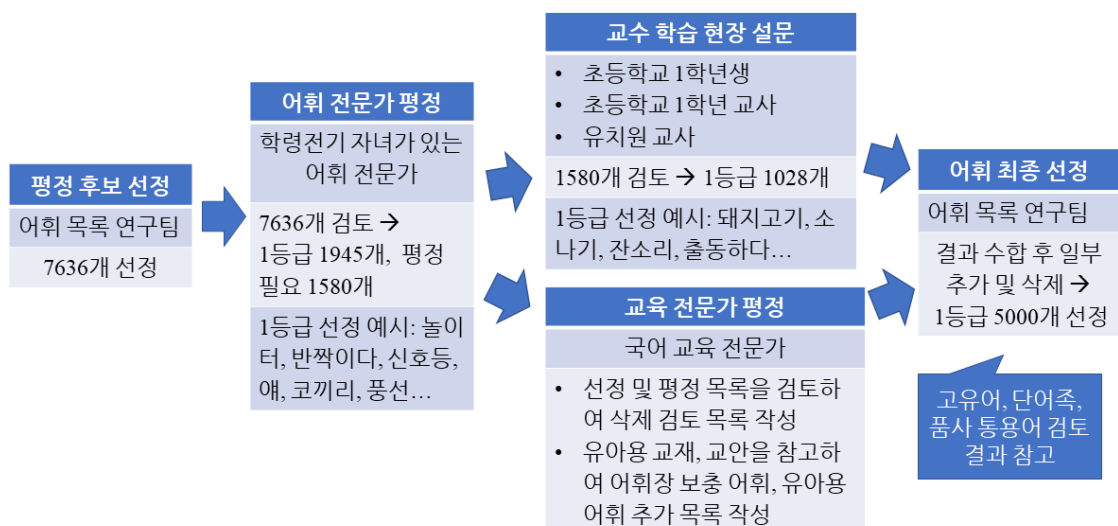 평정 후보 선정
어휘 목록 연구팀
7636개 선정
어휘 전문가 평정
학령전기 자녀가 있는
어휘 전문가
7636개 검토 →
1등급 1945개, 평정
필요 1580개
1등급 선정 예시: 놀이
터, 반짝이다, 신호등,
얘, 코끼리, 풍선…
교수 학습 현장 설문
• 초등학교 1학년생
• 초등학교 1학년 교사
• 유치원 교사
1580개 검토 → 1등급 1028개
1등급 선정 예시: 돼지고기, 소
나기, 잔소리, 출동하다…
교육 전문가 평정
국어 교육 전문가
• 선정 및 평정 목록을 검토하
여 삭제 검토 목록 작성
• 유아용 교재, 교안을 참고하
여 어휘장 보충 어휘, 유아용
어휘 추가 목록 작성
어휘 최종 선정
어휘 목록 연구팀
결과 수합 후 일부
추가 및 삭제 →
1등급 5000개 선정
고유어, 단어족,
품사 통용어 검토
결과 참고